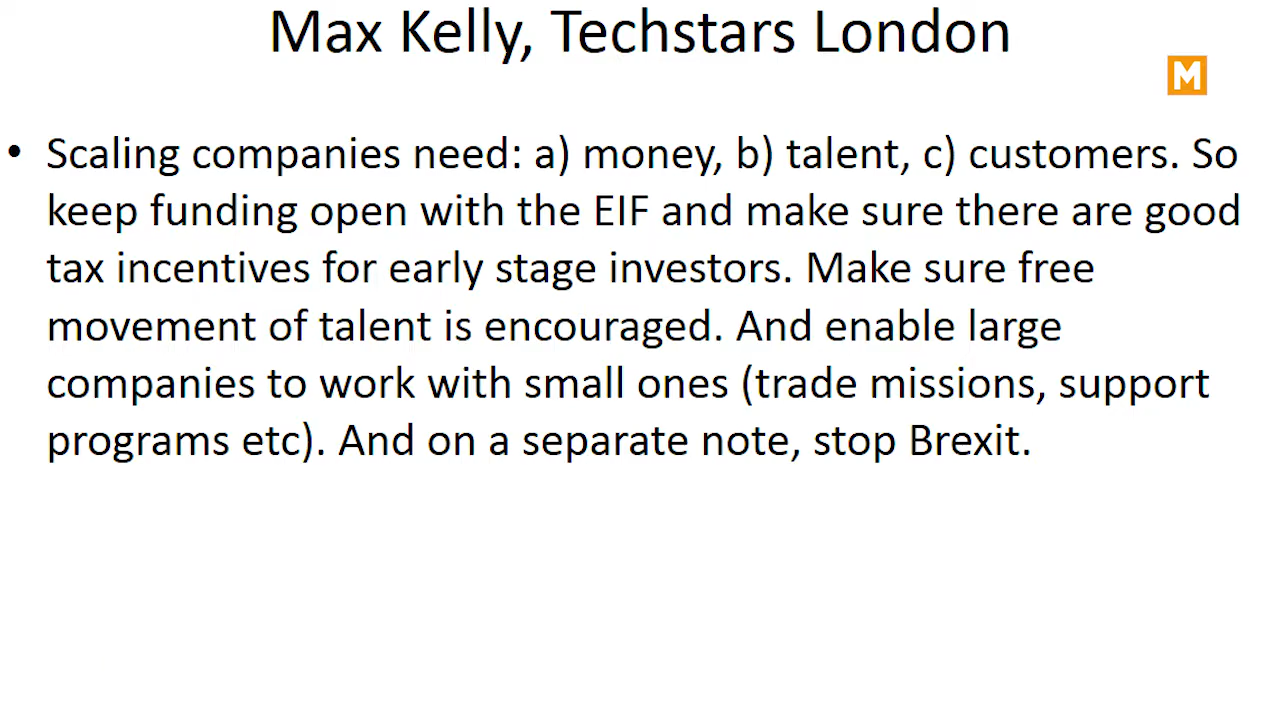 Max Kelly, Techstars London
M
• Scaling companies need: a) money, b) talent, c) customers. So
keep funding open with the EIF and make sure there are good
tax incentives for early stage investors. Make sure free
movement of talent is encouraged. And enable large
companies to work with small ones (trade missions, support
programs etc). And on a separate note, stop Brexit.